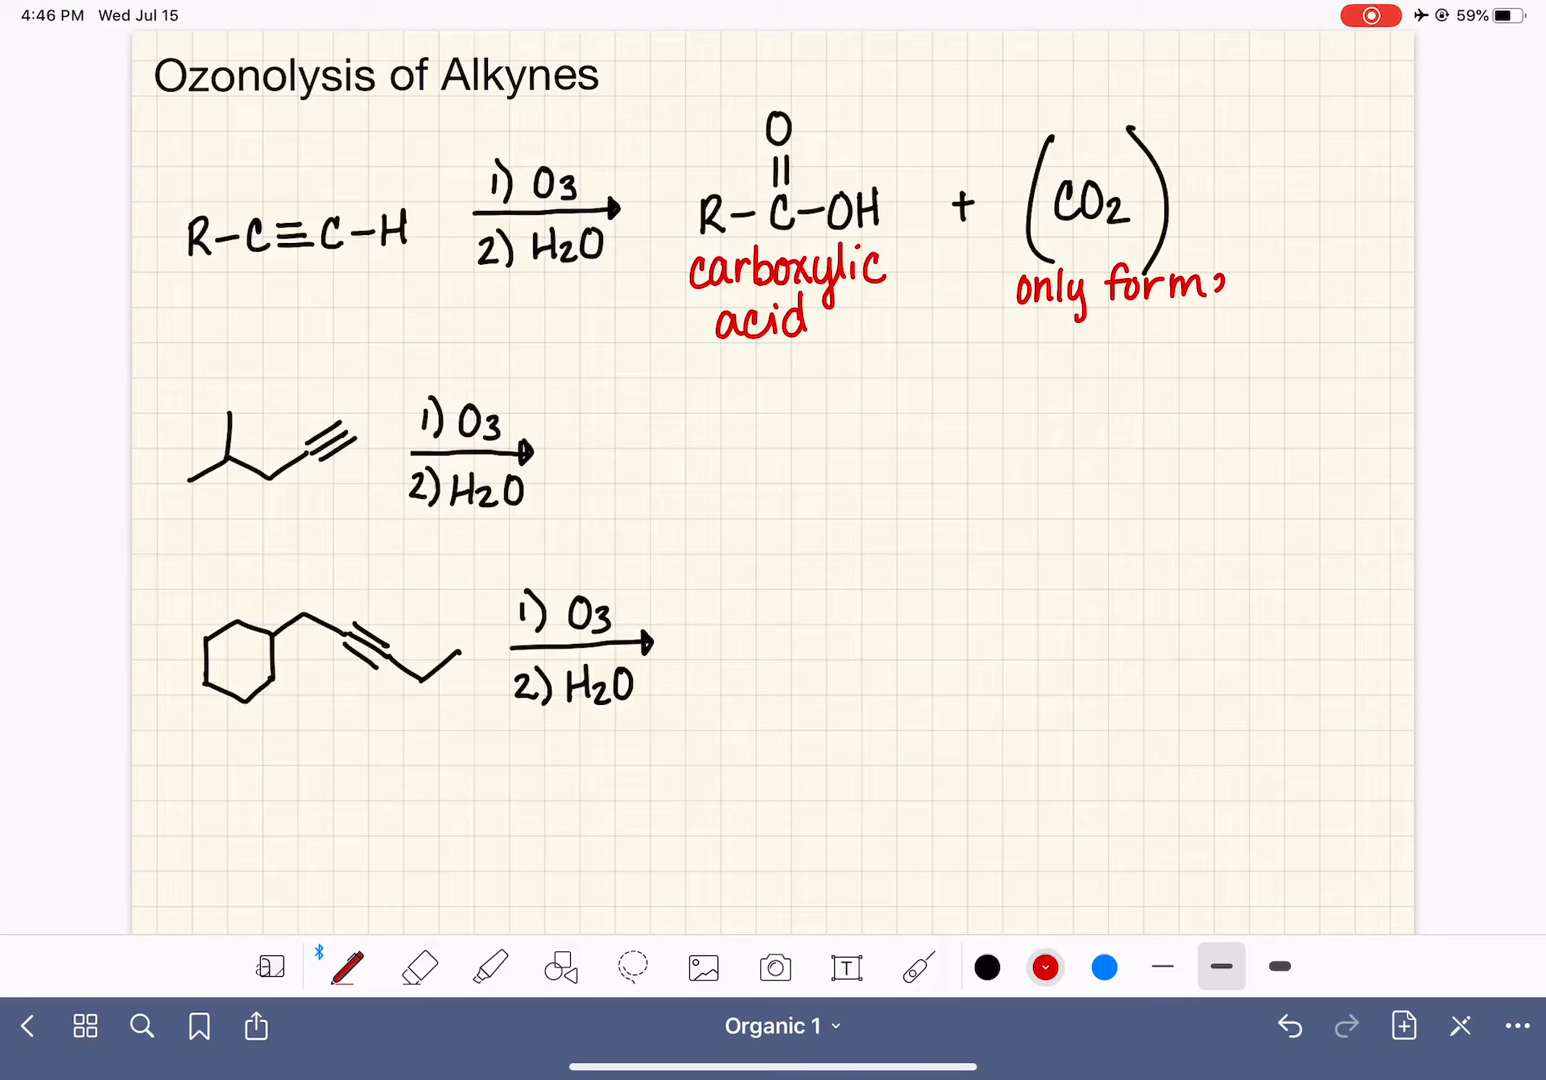 4:46 PM Wed Jul 15
59%
Ozonolysis of Alkynes
R-C≡C-H
1) O3
2) H2O
O
R-C-OH
+ (CO2)
carboxylic
acid
only form
1) O3
2) H2O
1) O3
2) H2O
T
Organic 1